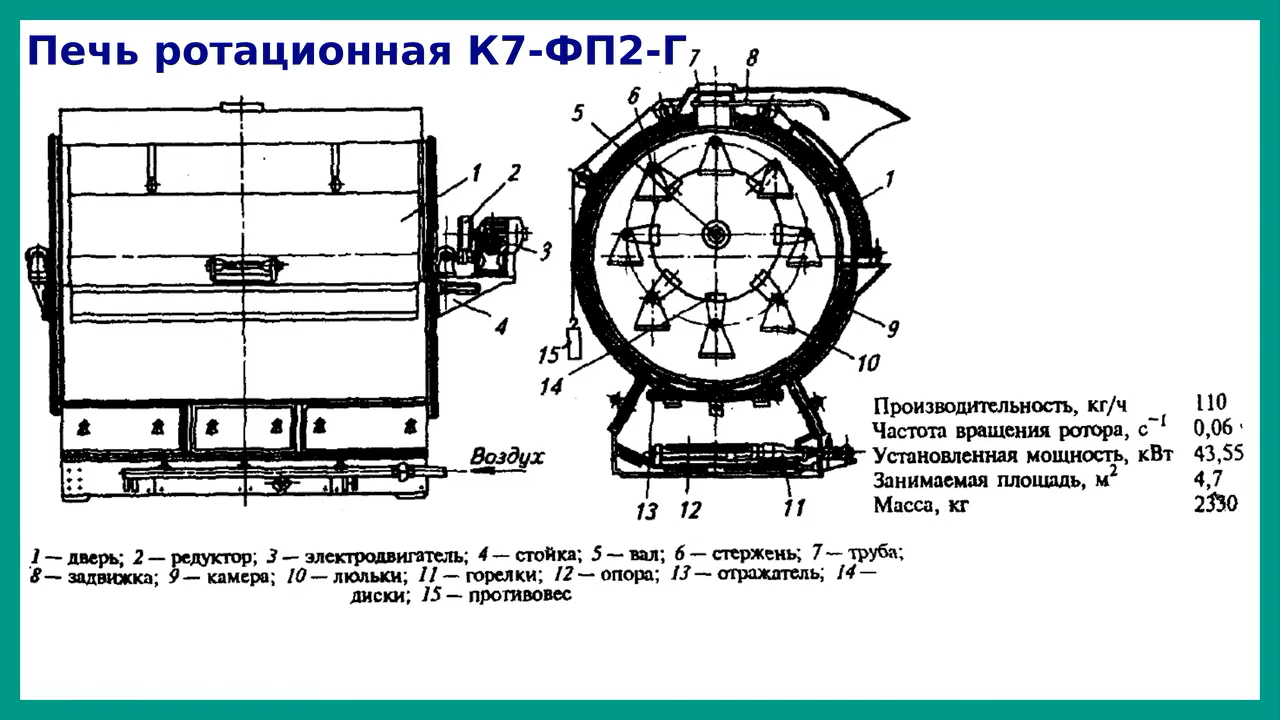 Печь ротационная К7-ФП2-Г
7 8
6
5
1 2
1
3
4
9
15
10
14
Воздух
13 12 11
Производительность, кг/ч 110
Частота вращения ротора, с⁻¹ 0,06
Установленная мощность, кВт 43,55
Занимаемая площадь, м² 4,7
Масса, кг 2330
1 — дверь; 2 — редуктор; 3 — электродвигатель; 4 — стойка; 5 — вал; 6 — стержень; 7 — труба;
8 — задвижка; 9 — камера; 10 — люльки; 11 — горелки; 12 — опора; 13 — отражатель; 14 —
диски; 15 — противовес